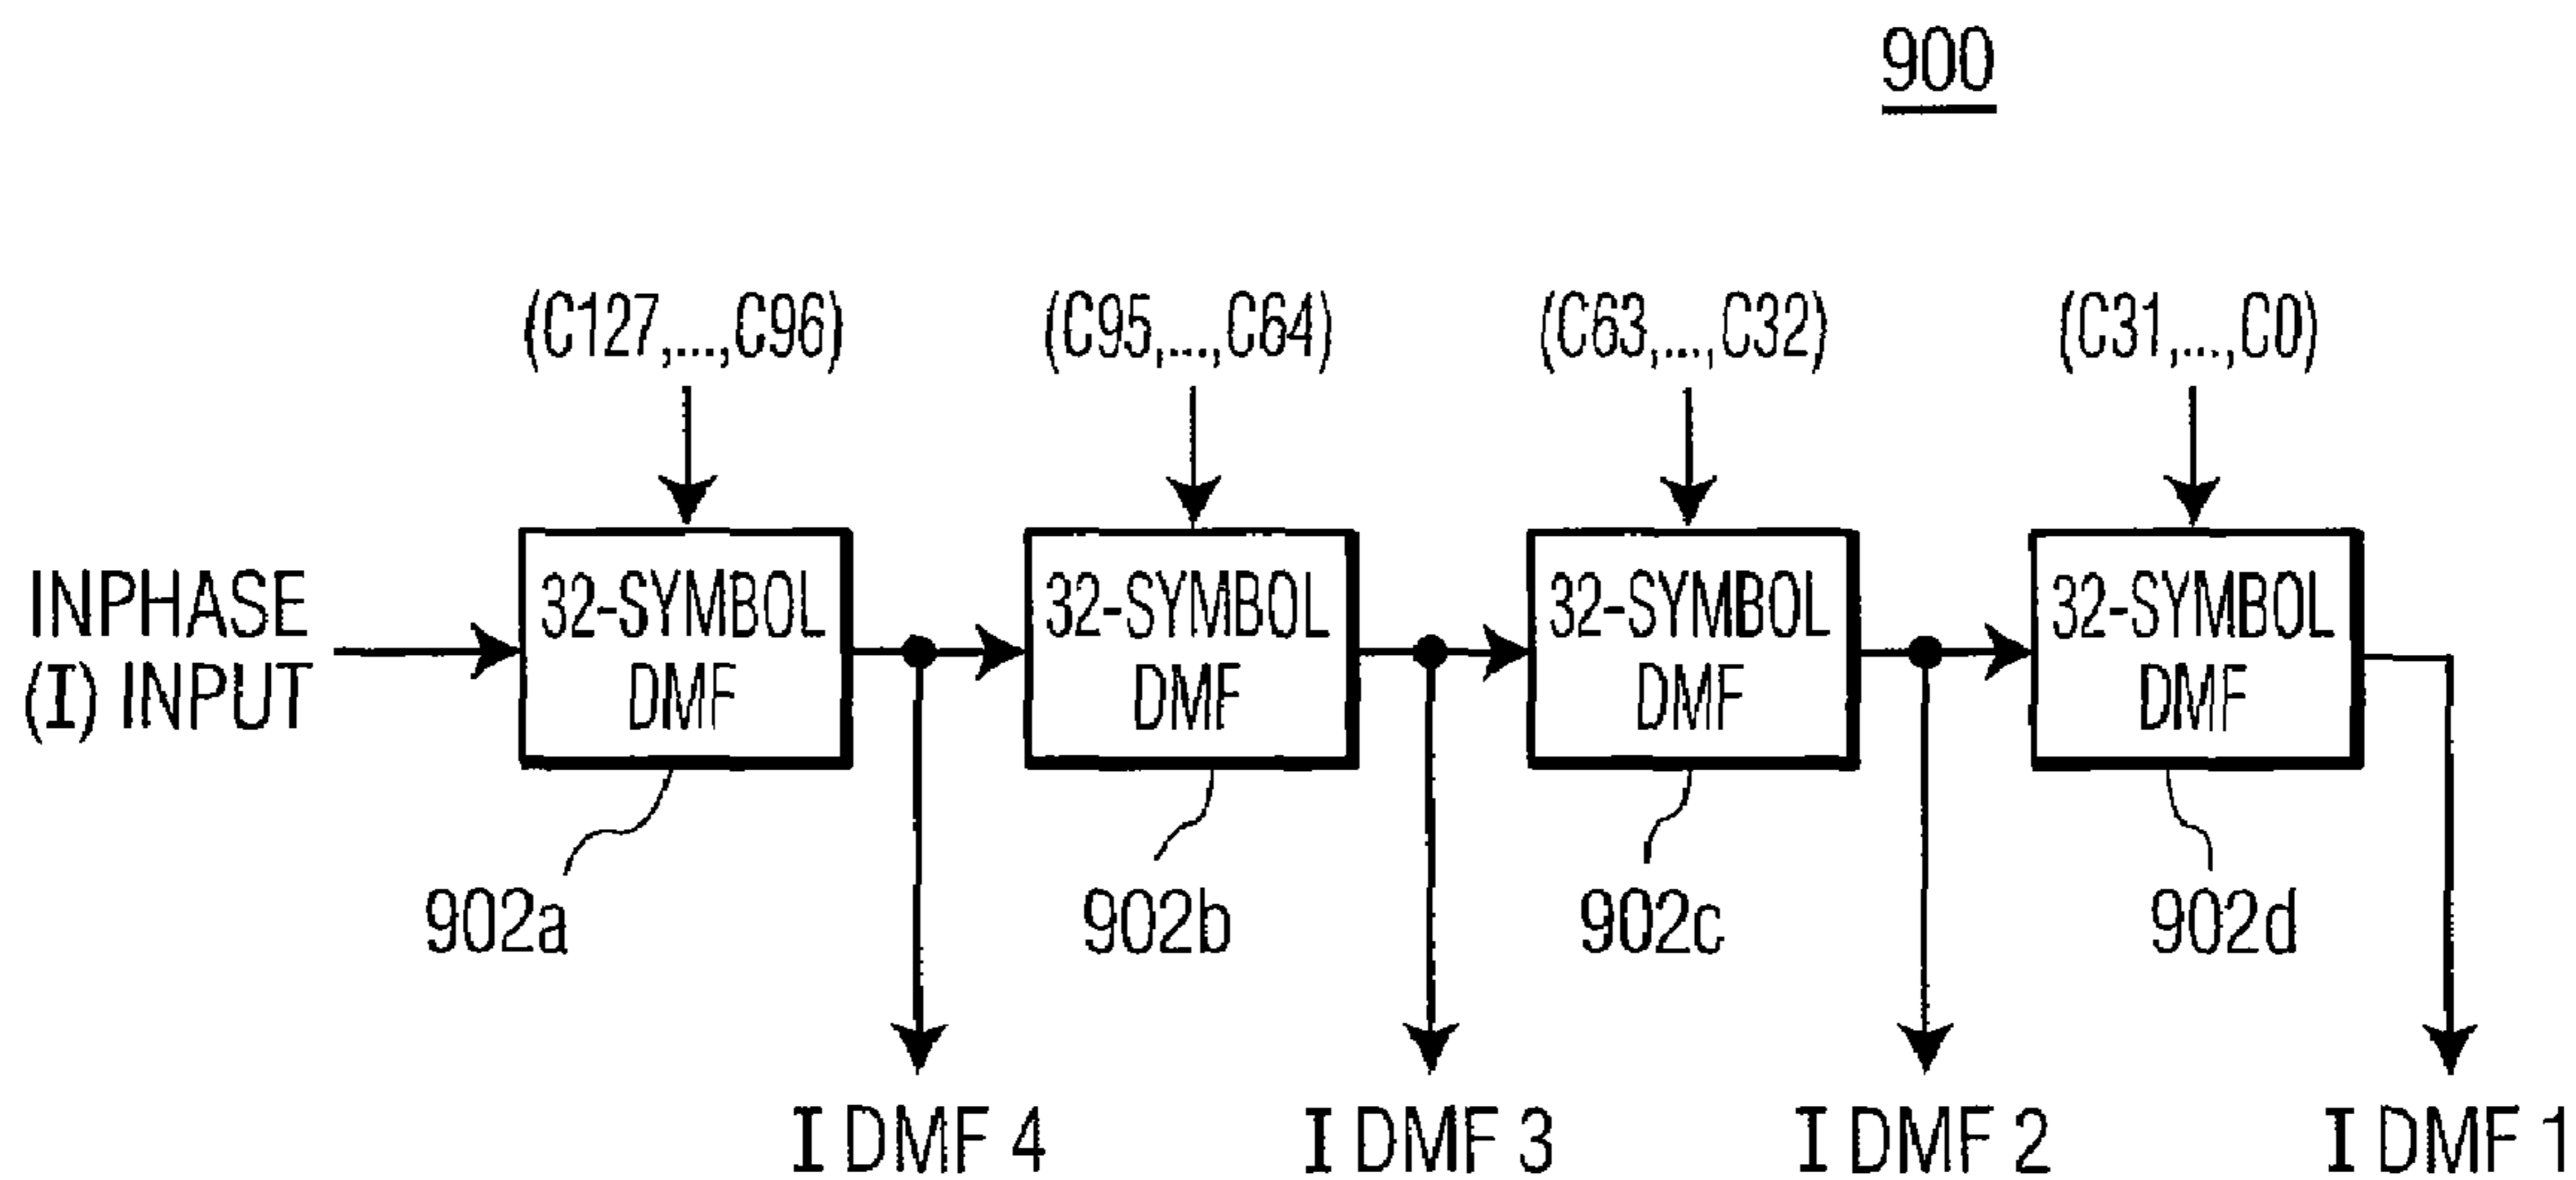 900
(C127,...,C96)
(C95,...,C64)
(C63,...,C32)
(C31,...,C0)
INPHASE
(I) INPUT
32-SYMBOL
DMF
32-SYMBOL
DMF
32-SYMBOL
DMF
32-SYMBOL
DMF
902a
902b
902c
902d
I DMF 4
I DMF 3
I DMF 2
I DMF 1